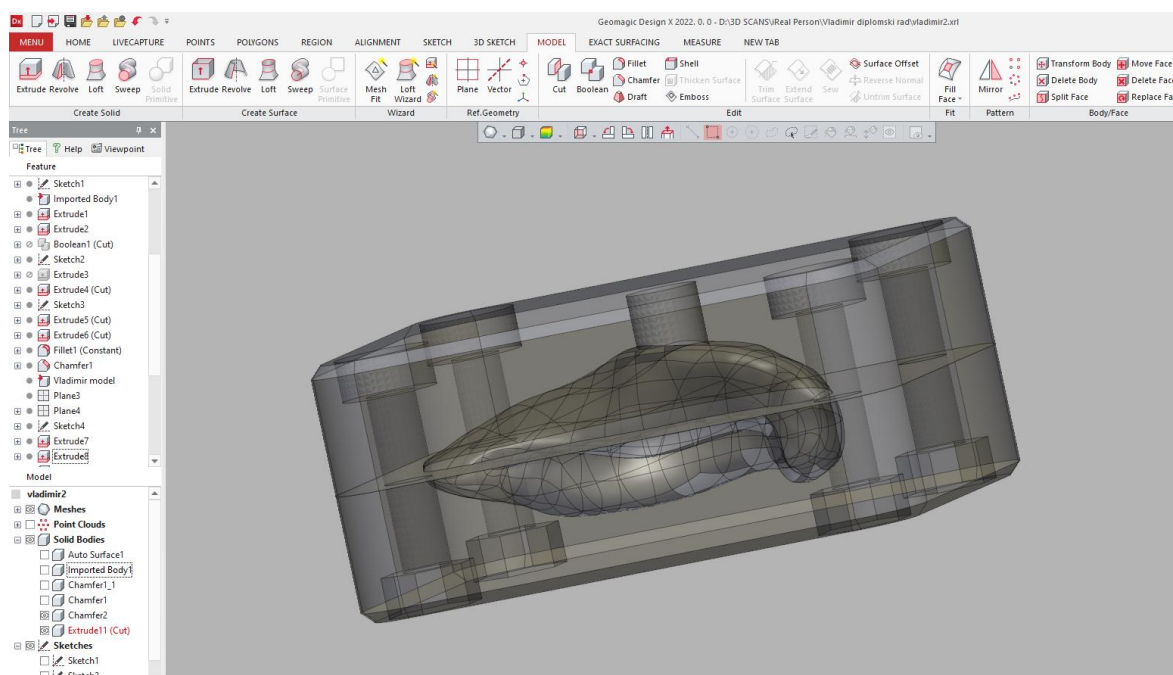 Dx
Geomagic Design X 2022. 0. 0 - D:\3D SCANS\iReal Person\Vladimir diplomski rad\vladimir2.xrl
MENU HOME LIVECAPTURE POINTS POLYGONS REGION ALIGNMENT SKETCH 3D SKETCH MODEL EXACT SURFACING MEASURE NEW TAB
Extrude Revolve Loft Sweep Solid Primitive
Extrude Revolve Loft Sweep Surface Primitive
Mesh Fit Loft Wizard
Plane Vector
Cut Boolean
Fillet Shell
Chamfer Thicken Surface
Draft Emboss
Trim Surface Extend Surface Sew
Surface Offset
Reverse Normal
Untrim Surface
Fill Face
Mirror
Transform Body Move Face
Delete Body Delete Fac
Split Face Replace Fa
Create Solid Create Surface Wizard Ref.Geometry Edit Fit Pattern Body/Face
Tree
Tree Help Viewpoint
Feature
Sketch1
Imported Body1
Extrude1
Extrude2
Boolean1 (Cut)
Sketch2
Extrude3
Extrude4 (Cut)
Sketch3
Extrude5 (Cut)
Extrude6 (Cut)
Fillet1 (Constant)
Chamfer1
Vladimir model
Plane3
Plane4
Sketch4
Extrude7
Extrude8
Model
vladimir2
Meshes
Point Clouds
Solid Bodies
Auto Surface1
Imported Body1
Chamfer1_1
Chamfer1
Chamfer2
Extrude11 (Cut)
Sketches
Sketch1